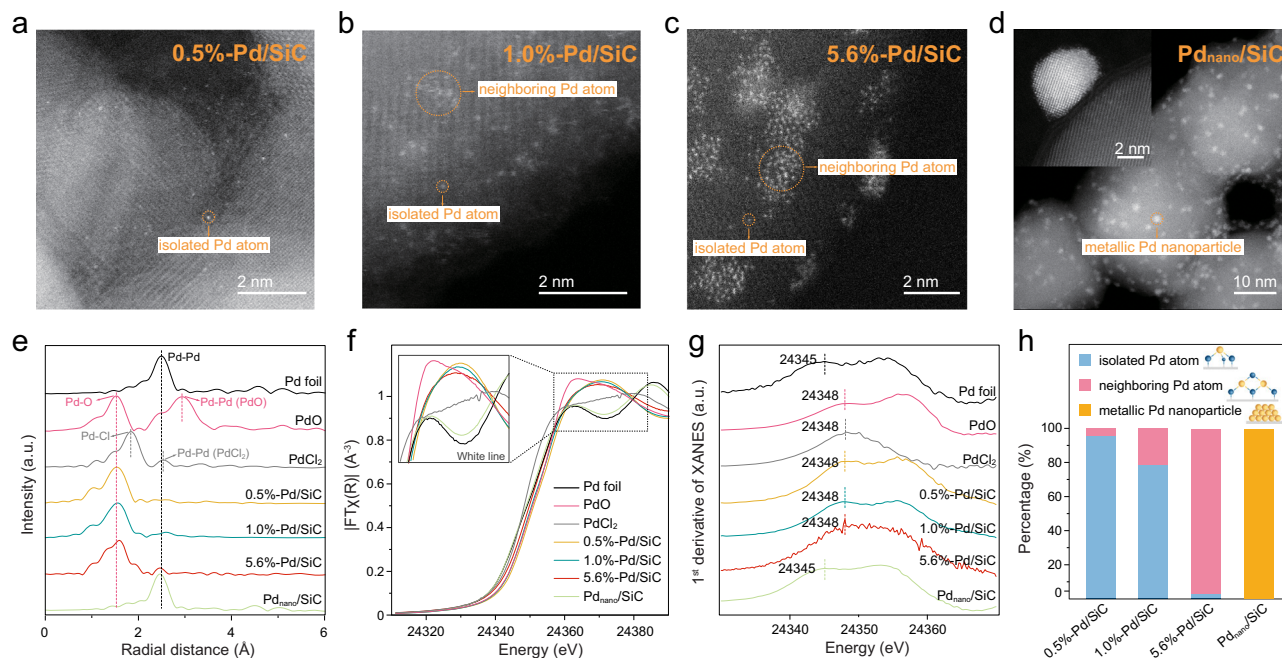 a
0.5%-Pd/SiC
isolated Pd atom
2 nm
b
1.0%-Pd/SiC
neighboring Pd atom
isolated Pd atom
2 nm
c
5.6%-Pd/SiC
neighboring Pd atom
isolated Pd atom
2 nm
d
Pdnano/SiC
2 nm
metallic Pd nanoparticle
10 nm
e
Intensity (a.u.)
Pd-Pd
Pd foil
Pd-O
Pd-Pd (PdO)
PdO
Pd-Cl
Pd-Pd (PdCl₂)
PdCl₂
0.5%-Pd/SiC
1.0%-Pd/SiC
5.6%-Pd/SiC
Pdnano/SiC
0 2 4 6
Radial distance (Å)
f
|FTχ(R)| (Å⁻³)
1
0.8
0.6
0.4
0.2
0
White line
Pd foil
PdO
PdCl₂
0.5%-Pd/SiC
1.0%-Pd/SiC
5.6%-Pd/SiC
Pdnano/SiC
24320 24340 24360 24380
Energy (eV)
g
1st derivative of XANES (a.u.)
24345
Pd foil
24348
PdO
24348
PdCl₂
24348
0.5%-Pd/SiC
24348
1.0%-Pd/SiC
24348
5.6%-Pd/SiC
24345
Pdnano/SiC
24340 24350 24360
Energy (eV)
h
isolated Pd atom
neighboring Pd atom
metallic Pd nanoparticle
Percentage (%)
100
80
60
40
20
0
0.5%-Pd/SiC
1.0%-Pd/SiC
5.6%-Pd/SiC
Pdnano/SiC